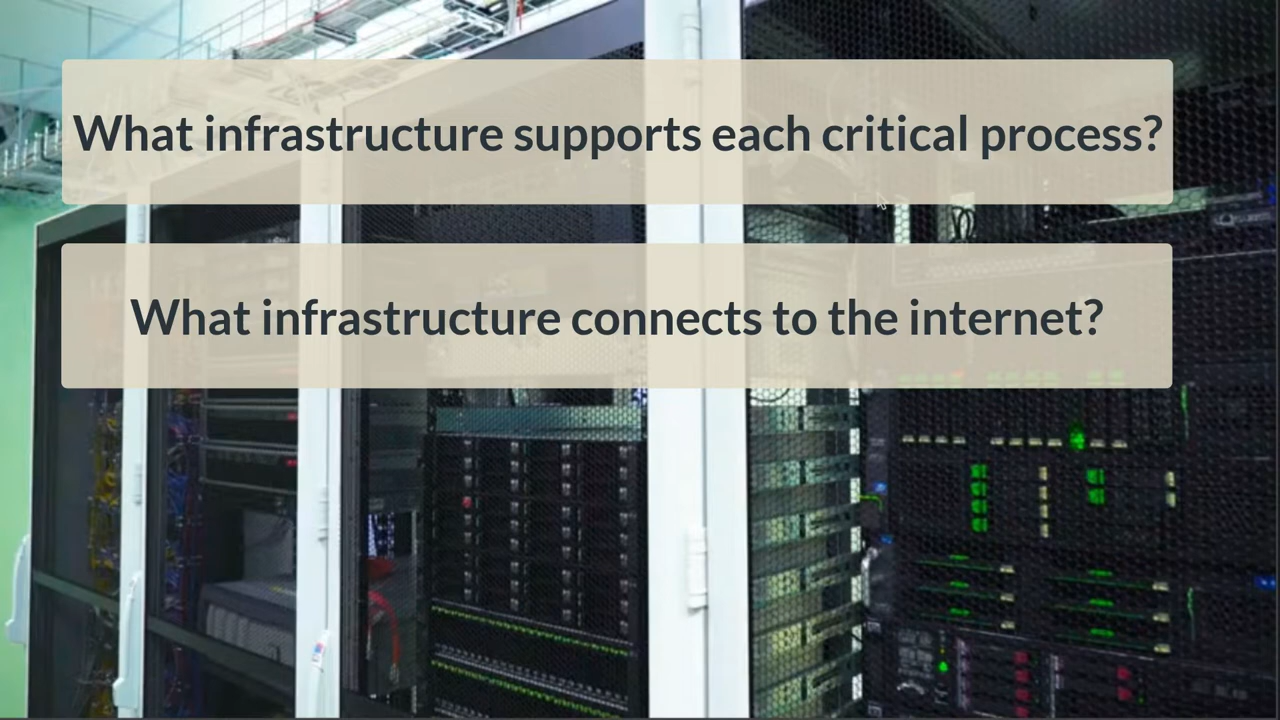 What infrastructure supports each critical process?
What infrastructure connects to the internet?